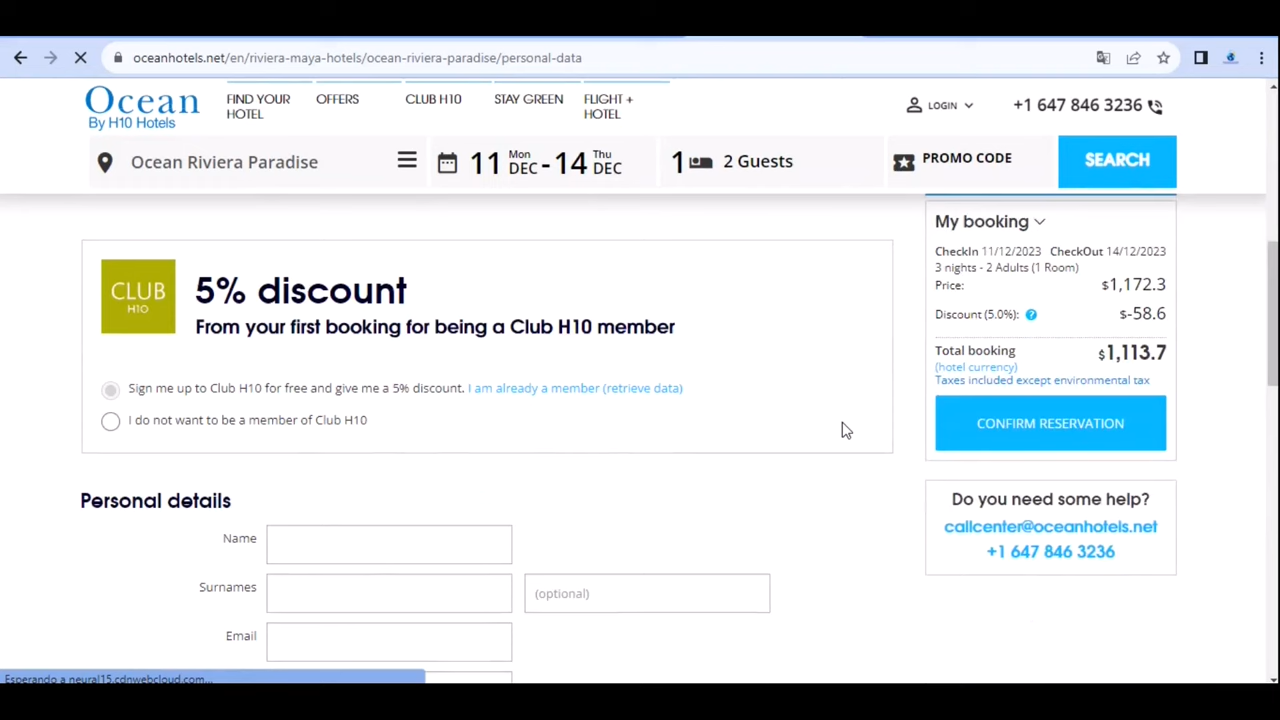 oceanhotels.net/en/riviera-maya-hotels/ocean-riviera-paradise/personal-data
Ocean
By H10 Hotels
FIND YOUR
HOTEL
OFFERS
CLUB H10
STAY GREEN
FLIGHT +
HOTEL
LOGIN
+1 647 846 3236
Ocean Riviera Paradise
11 Mon DEC - 14 Thu DEC
1 2 Guests
PROMO CODE
SEARCH
CLUB
H10
5% discount
From your first booking for being a Club H10 member
Sign me up to Club H10 for free and give me a 5% discount. I am already a member (retrieve data)
I do not want to be a member of Club H10
Personal details
Name
Surnames
(optional)
Email
My booking
CheckIn 11/12/2023 CheckOut 14/12/2023
3 nights - 2 Adults (1 Room)
Price: $1,172.3
Discount (5.0%): ? $-58.6
Total booking $1,113.7
(hotel currency)
Taxes included except environmental tax
CONFIRM RESERVATION
Do you need some help?
callcenter@oceanhotels.net
+1 647 846 3236
Esperando a neural15.cdnwebcloud.com...